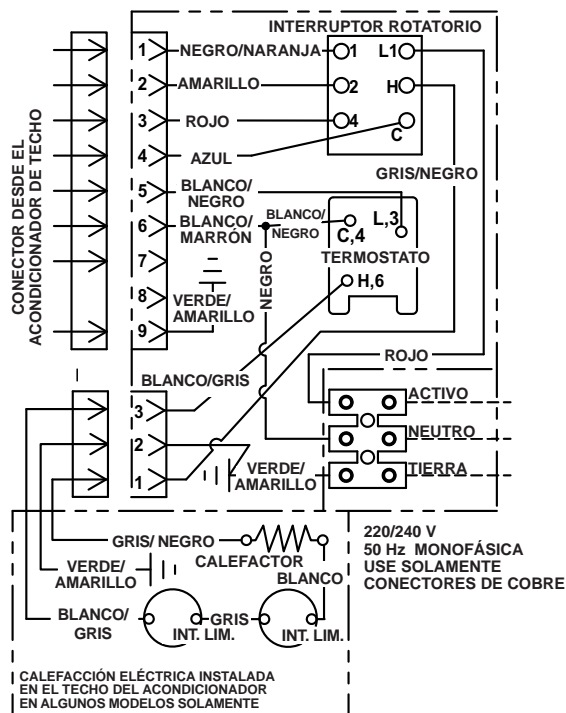 INTERRUPTOR ROTATORIO
CONECTOR DESDE EL
ACONDICIONADOR DE TECHO
1 NEGRO/NARANJA 1 L1
2 AMARILLO 2 H
3 ROJO 4
C
4 AZUL
GRIS/NEGRO
5 BLANCO/
NEGRO
6 BLANCO/
MARRÓN
BLANCO/
NEGRO
L,3
C,4
TERMOSTATO
H,6
7
8
VERDE/
AMARILLO
9
NEGRO
ROJO
BLANCO/GRIS
3
2
1
VERDE/
AMARILLO
ACTIVO
NEUTRO
TIERRA
GRIS/ NEGRO
CALEFACTOR
VERDE/
AMARILLO
BLANCO
BLANCO/
GRIS
GRIS
INT. LIM.
INT. LIM.
220/240 V
50 Hz MONOFÁSICA
USE SOLAMENTE
CONECTORES DE COBRE
CALEFACCIÓN ELÉCTRICA INSTALADA
EN EL TECHO DEL ACONDICIONADOR
EN ALGUNOS MODELOS SOLAMENTE